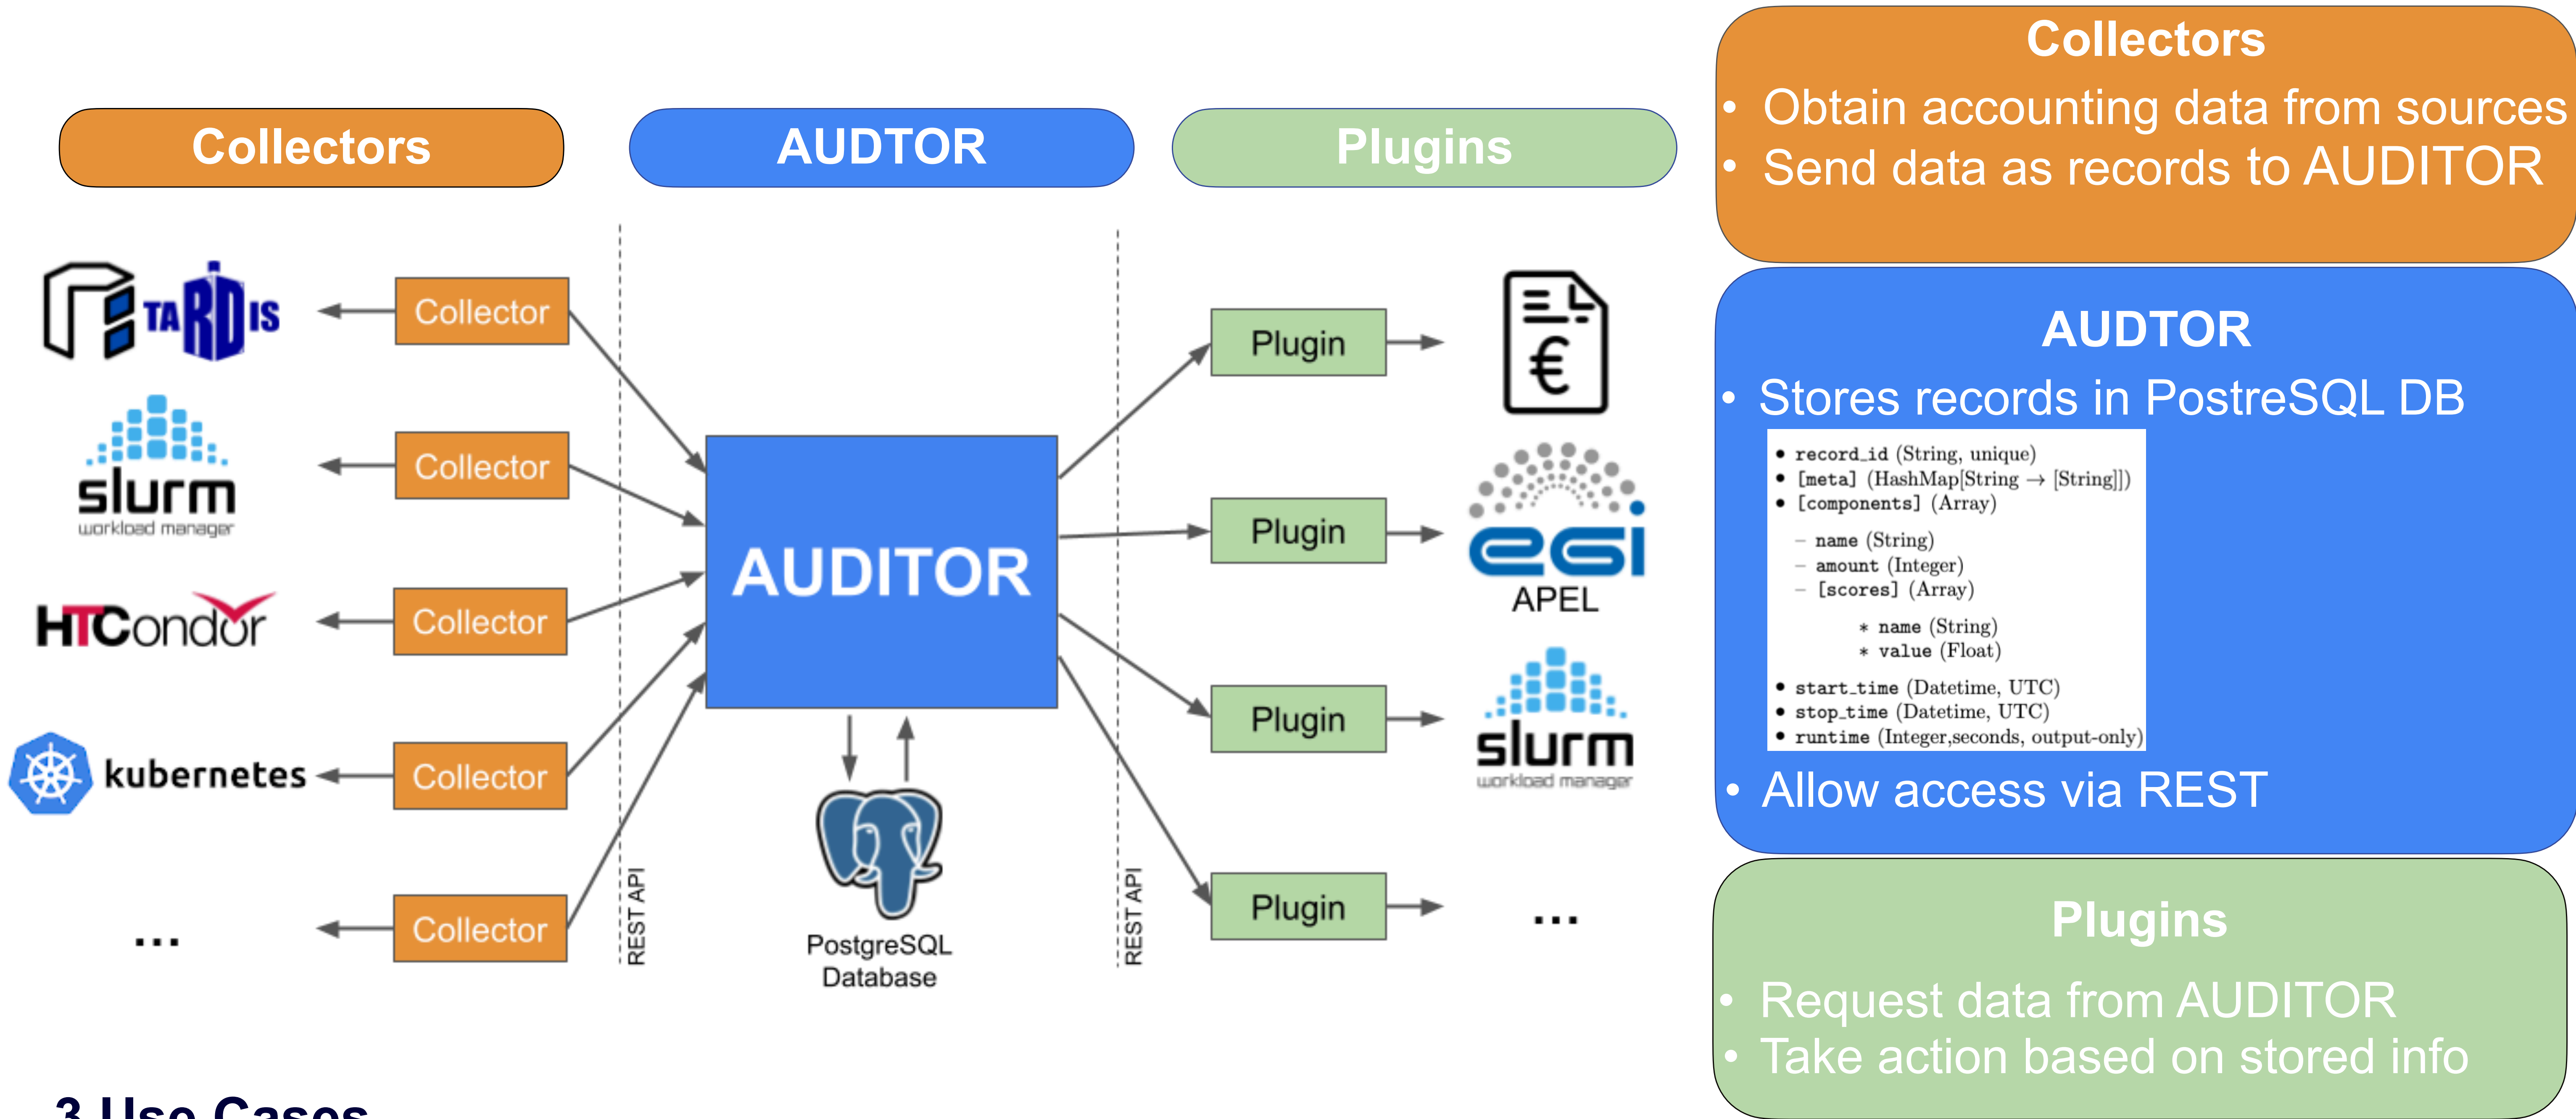 Collectors
AUDTOR
Plugins
TARDIS
Collector
slurm
workload manager
Collector
HTCondor
Collector
kubernetes
Collector
...
Collector
REST API
AUDITOR
PostgreSQL
Database
REST API
Plugin
€
Plugin
egi
APEL
Plugin
slurm
workload manager
Plugin
...
Collectors
• Obtain accounting data from sources
• Send data as records to AUDITOR
AUDTOR
• Stores records in PostreSQL DB
• record_id (String, unique)
• [meta] (HashMap[String → [String]])
• [components] (Array)
– name (String)
– amount (Integer)
– [scores] (Array)
* name (String)
* value (Float)
• start_time (Datetime, UTC)
• stop_time (Datetime, UTC)
• runtime (Integer,seconds, output-only)
• Allow access via REST
Plugins
• Request data from AUDITOR
• Take action based on stored info
3 Use Cases